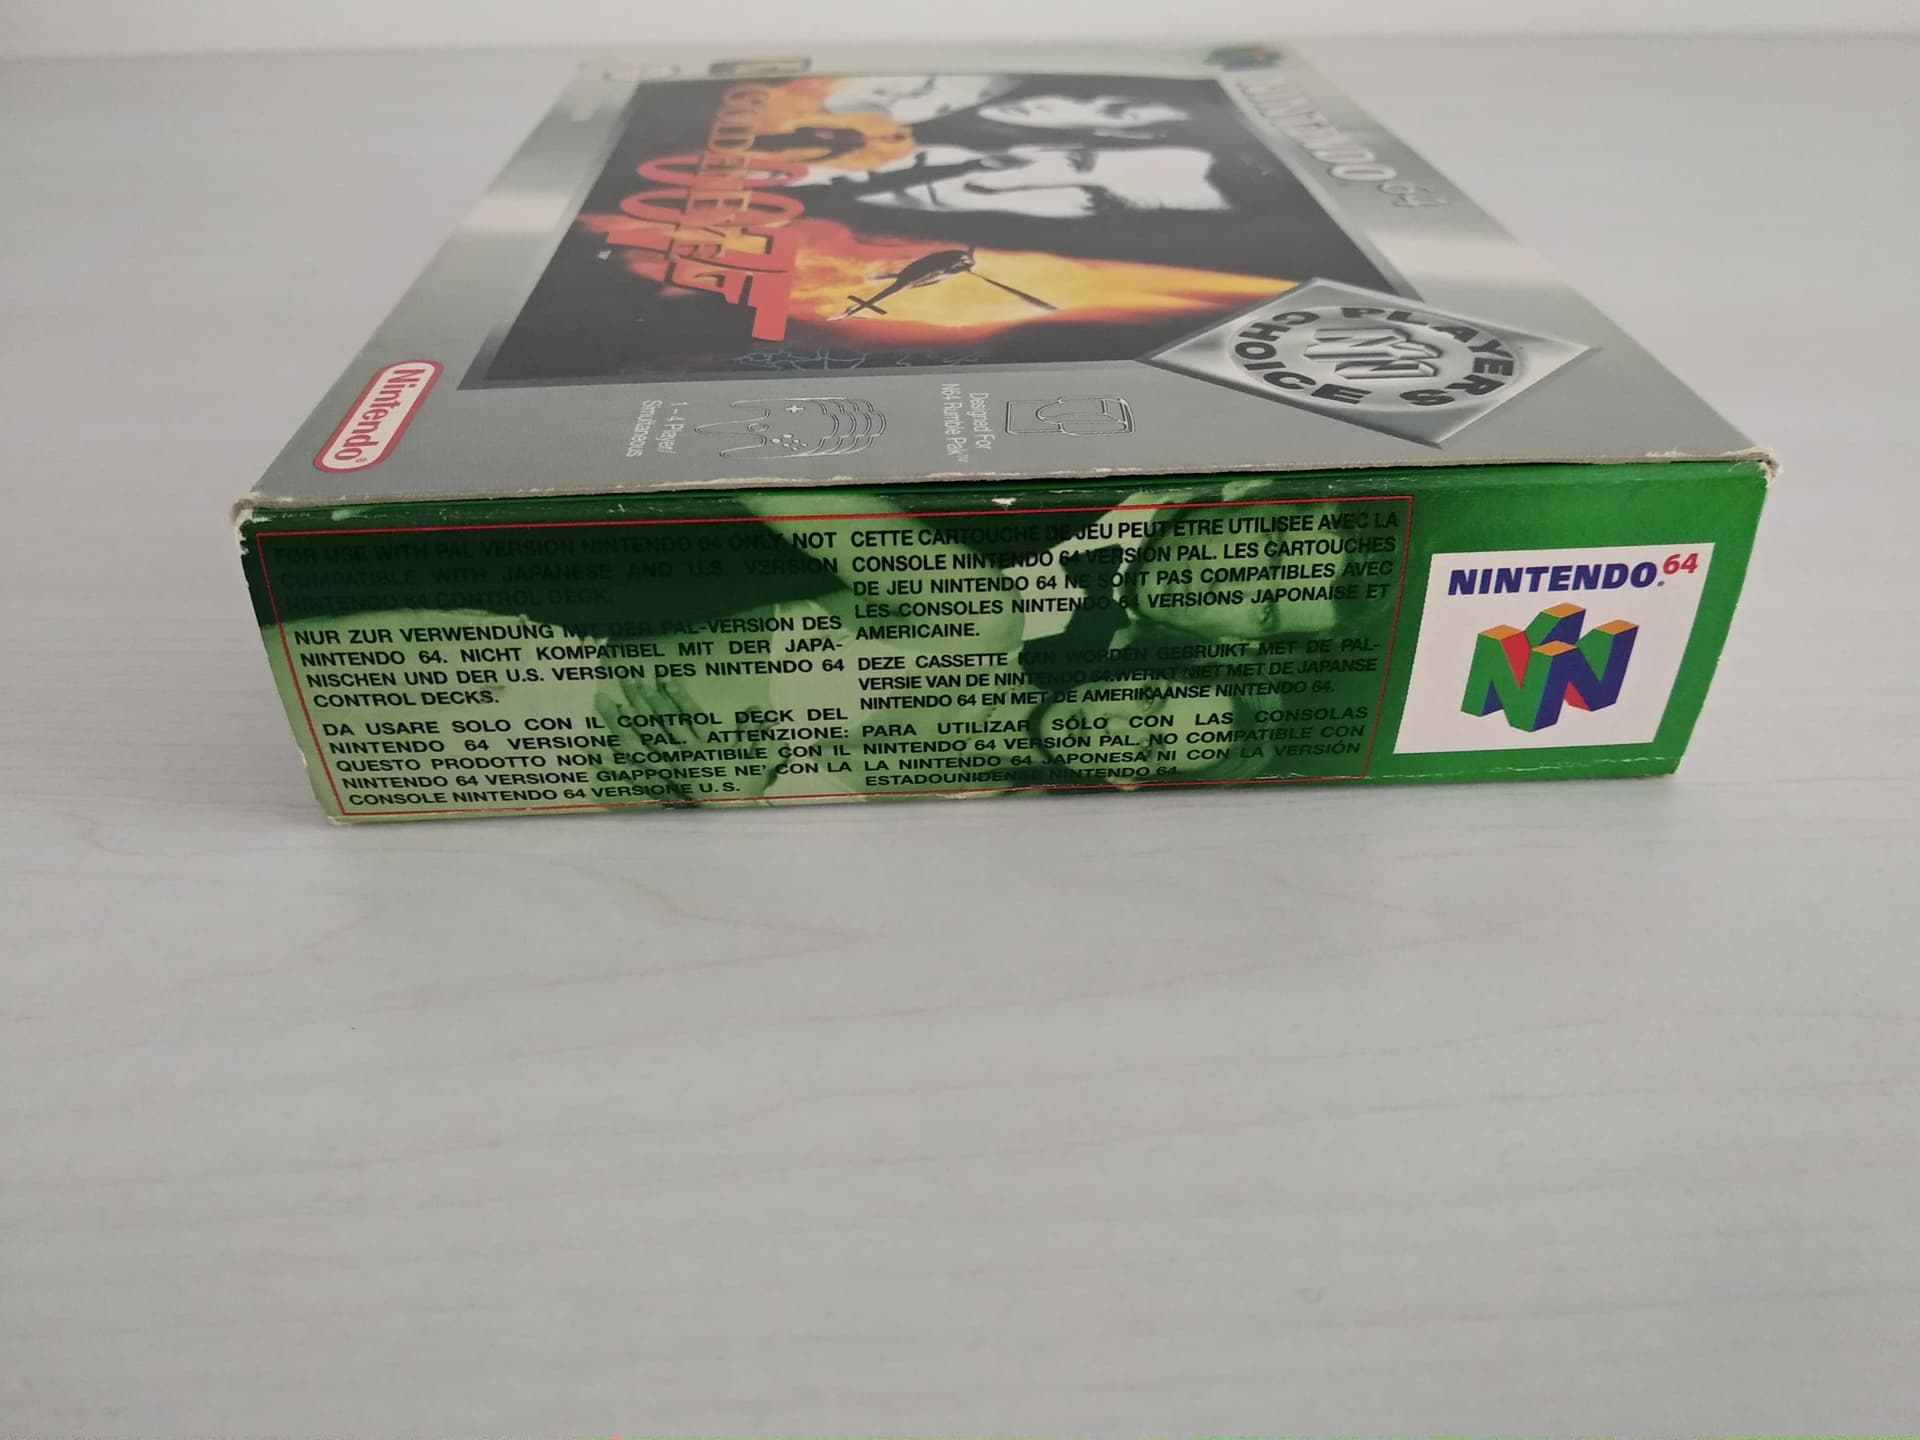 NINTENDO 64
GOLDENEYE
007
TM
PLAYER'S
CHOICE
Nintendo®
1-4 Player
Simultaneous
Designed For
N64 Rumble Pak™
FOR USE WITH PAL VERSION NINTENDO 64 ONLY. NOT
COMPATIBLE WITH JAPANESE AND U.S. VERSION
NINTENDO 64 CONTROL DECK.
NUR ZUR VERWENDUNG MIT DER PAL-VERSION DES
NINTENDO 64. NICHT KOMPATIBEL MIT DER JAPA-
NISCHEN UND DER U.S. VERSION DES NINTENDO 64
CONTROL DECKS.
DA USARE SOLO CON IL CONTROL DECK DEL
NINTENDO 64 VERSIONE PAL. ATTENZIONE:
QUESTO PRODOTTO NON E'COMPATIBILE CON IL
NINTENDO 64 VERSIONE GIAPPONESE NE' CON LA
CONSOLE NINTENDO 64 VERSIONE U.S.
CETTE CARTOUCHE DE JEU PEUT ETRE UTILISEE AVEC LA
CONSOLE NINTENDO 64 VERSION PAL. LES CARTOUCHES
DE JEU NINTENDO 64 NE SONT PAS COMPATIBLES AVEC
LES CONSOLES NINTENDO 64 VERSIONS JAPONAISE ET
AMERICAINE.
DEZE CASSETTE KAN WORDEN GEBRUIKT MET DE PAL-
VERSIE VAN DE NINTENDO 64.WERKT NIET MET DE JAPANSE
NINTENDO 64 EN MET DE AMERIKAANSE NINTENDO 64.
PARA UTILIZAR SÓLO CON LAS CONSOLAS
NINTENDO 64 VERSIÓN PAL. NO COMPATIBLE CON
LA NINTENDO 64 JAPONESA NI CON LA VERSIÓN
ESTADOUNIDENSE NINTENDO 64.
NINTENDO®64